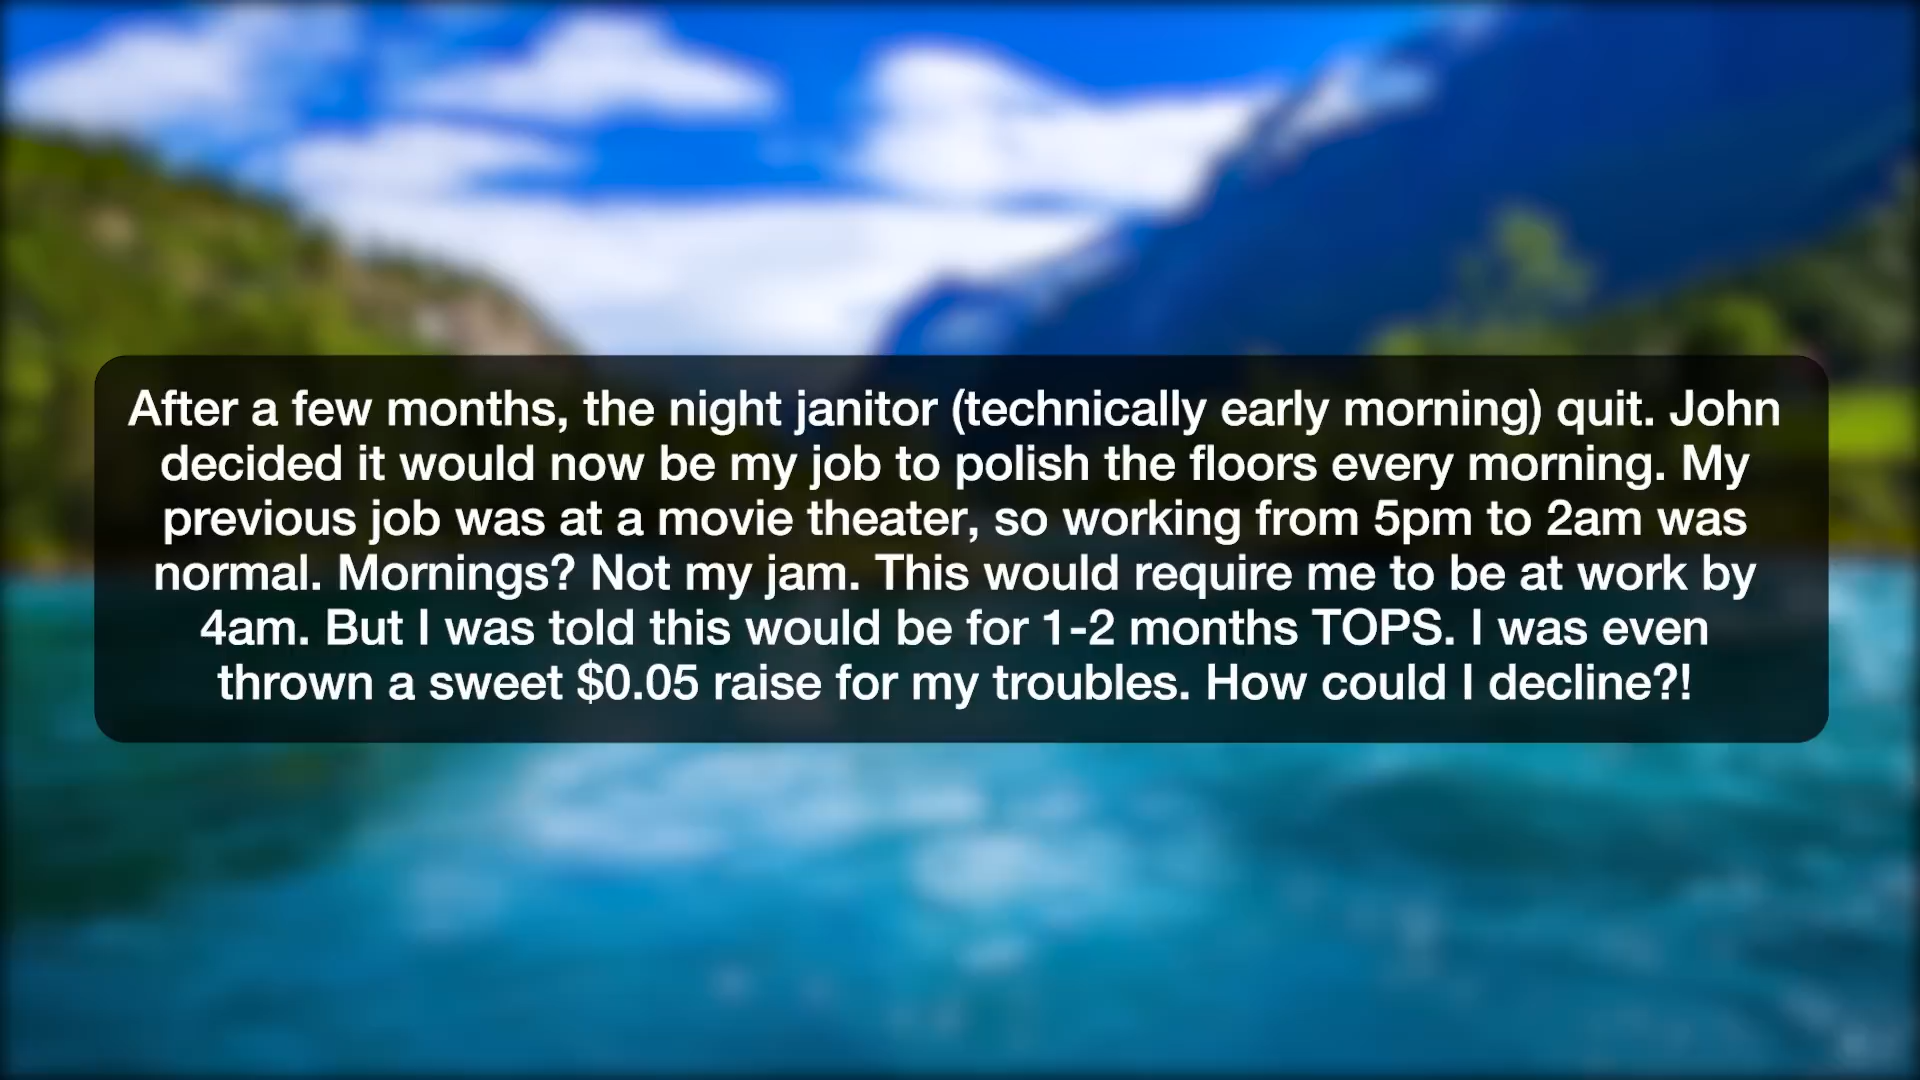 After a few months, the night janitor (technically early morning) quit. John
decided it would now be my job to polish the floors every morning. My
previous job was at a movie theater, so working from 5pm to 2am was
normal. Mornings? Not my jam. This would require me to be at work by
4am. But I was told this would be for 1-2 months TOPS. I was even
thrown a sweet $0.05 raise for my troubles. How could I decline?!